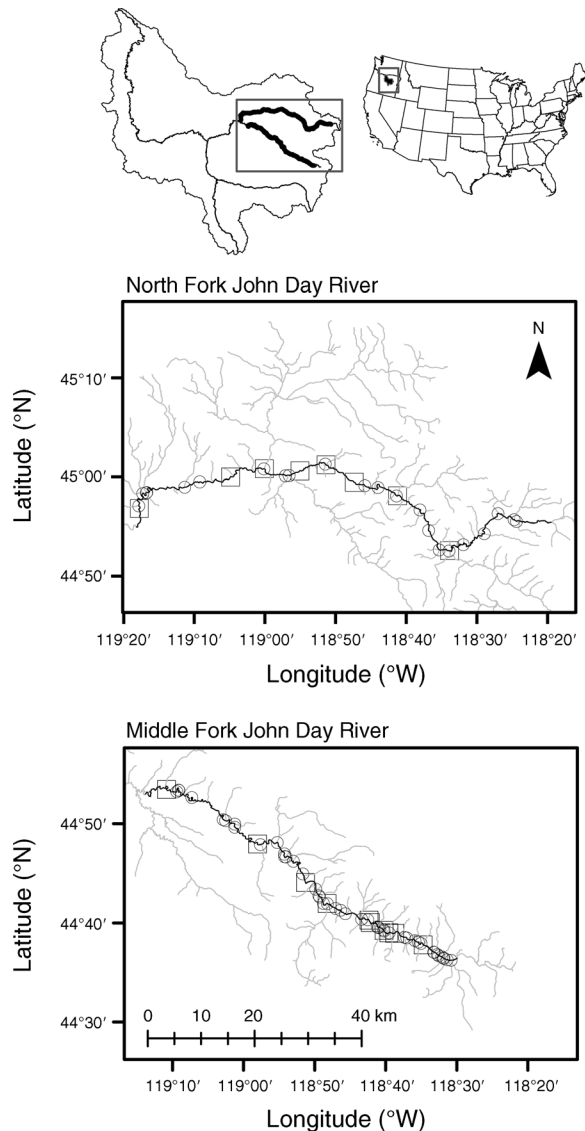 North Fork John Day River
N
45°10′
45°00′
44°50′
Latitude (°N)
119°20′ 119°10′ 119°00′ 118°50′ 118°40′ 118°30′ 118°20′
Longitude (°W)
Middle Fork John Day River
44°50′
44°40′
44°30′
Latitude (°N)
0 10 20 40 km
119°10′ 119°00′ 118°50′ 118°40′ 118°30′ 118°20′
Longitude (°W)